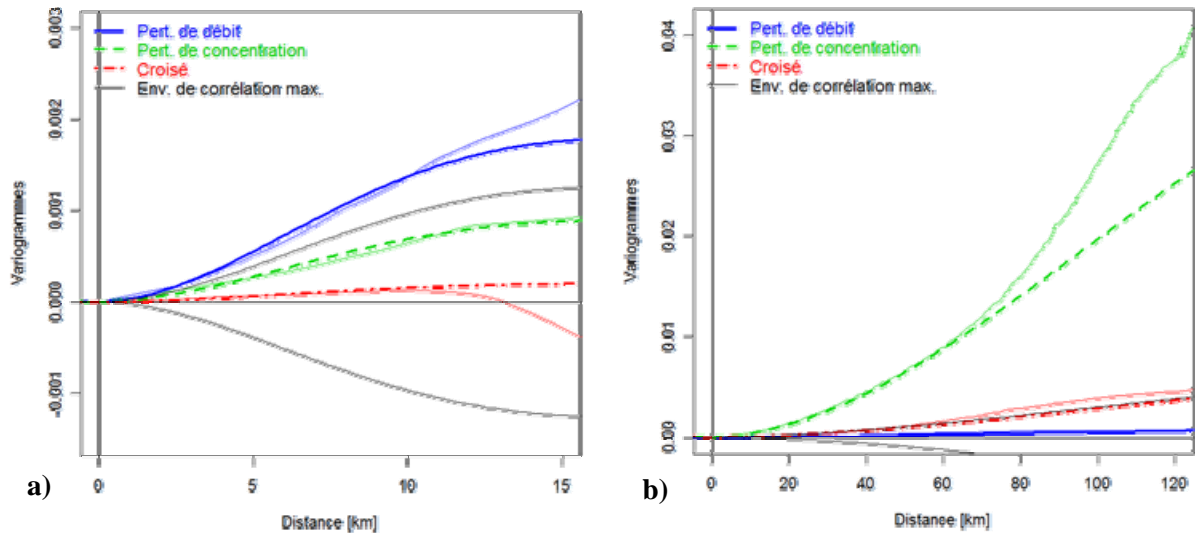 Pert. de débit
Pert. de concentration
Croisé
Env. de corrélation max.
0.003
0.002
0.001
0.000
-0.001
Variogrammes
0 5 10 15
Distance [km]
a)
Pert. de débit
Pert. de concentration
Croisé
Env. de corrélation max.
0.04
0.03
0.02
0.01
0.00
Variogrammes
0 20 40 60 80 100 120
Distance [km]
b)